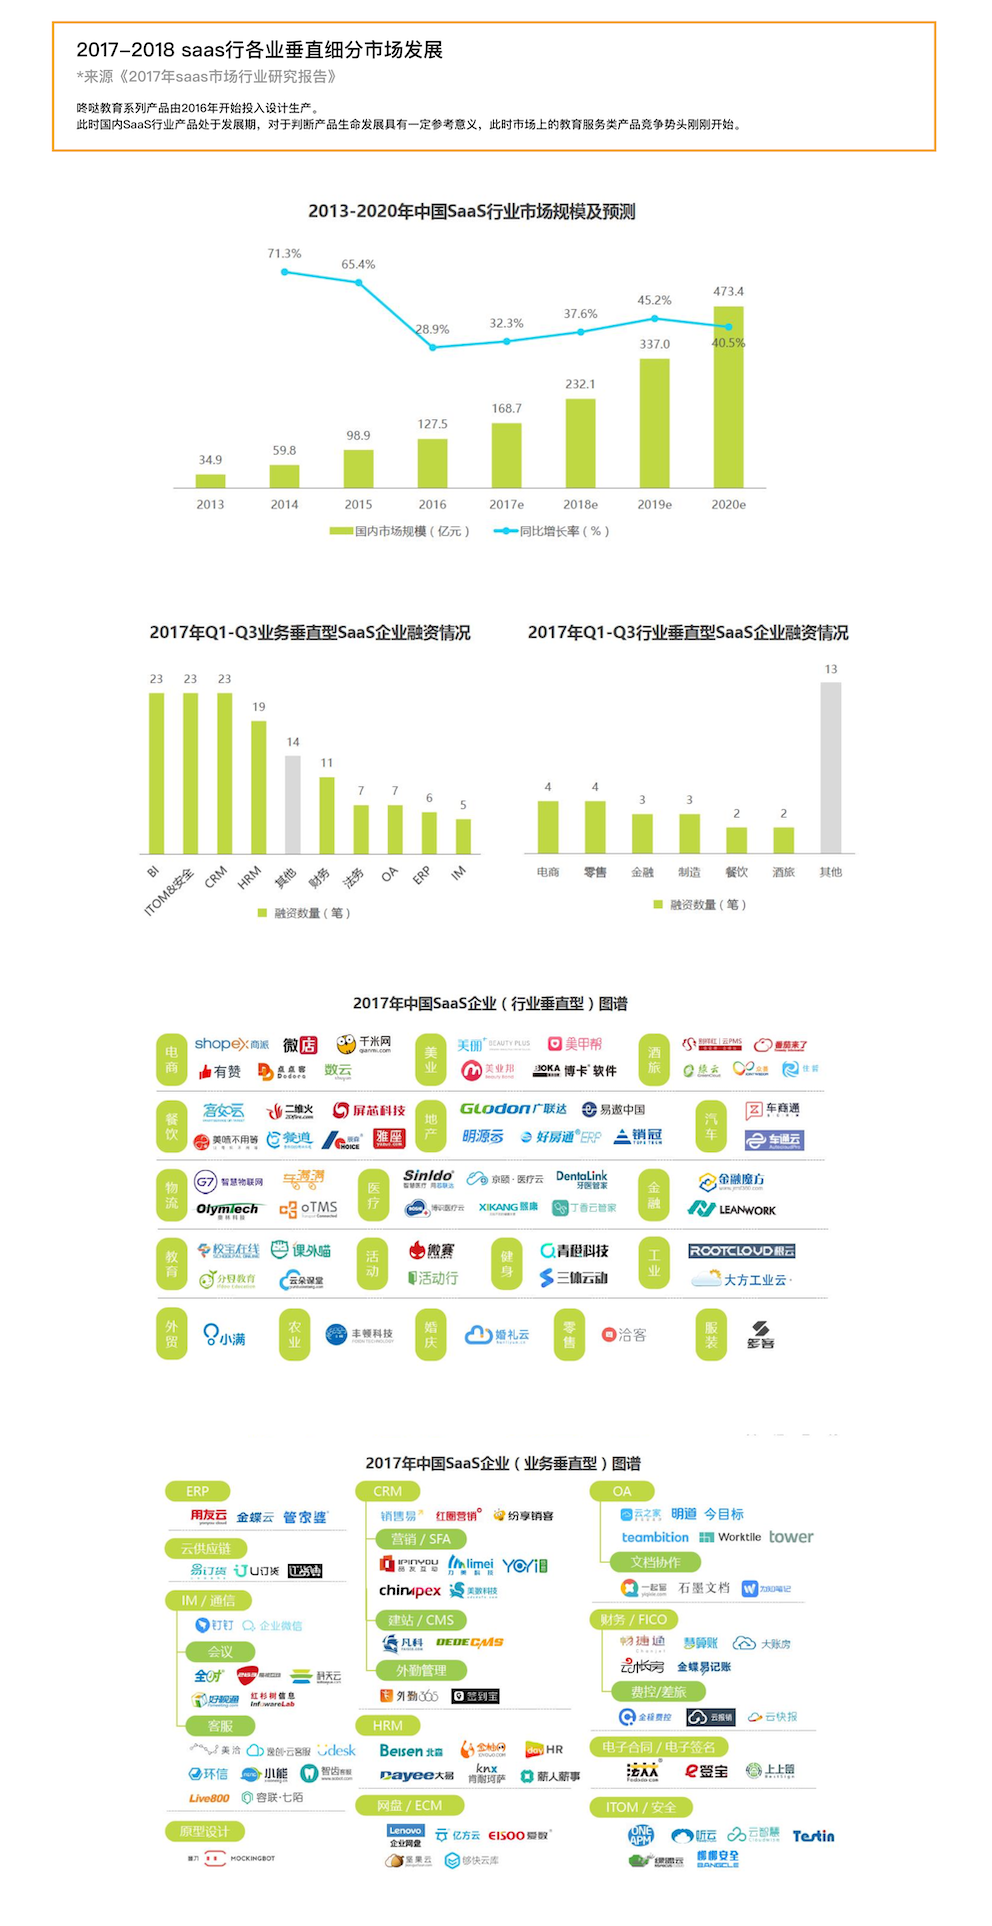 2017-2018 saas行各业垂直细分市场发展
*来源《2017年saas市场行业研究报告》
咚哒教育系列产品由2016年开始投入设计生产。
此时国内SaaS行业产品处于发展期，对于判断产品生命发展具有一定参考意义，此时市场上的教育服务类产品竞争势头刚刚开始。
2013-2020年中国SaaS行业市场规模及预测
71.3% 65.4% 28.9% 32.3% 37.6% 45.2% 40.5%
34.9 59.8 98.9 127.5 168.7 232.1 337.0 473.4
2013 2014 2015 2016 2017e 2018e 2019e 2020e
国内市场规模（亿元） 同比增长率（%）
2017年Q1-Q3业务垂直型SaaS企业融资情况
23 23 23 19 14 11 7 7 6 5
BI ITOM&安全 CRM HRM 其他 财务 法务 OA ERP IM
融资数量（笔）
2017年Q1-Q3行业垂直型SaaS企业融资情况
4 4 3 3 2 2 13
电商 零售 金融 制造 餐饮 酒旅 其他
融资数量（笔）
2017年中国SaaS企业（行业垂直型）图谱
电商
shopex商派 微店 千米网 qianmi.com
有赞 点点客 Dodoca 数云
美业
美丽 BEAUTY PLUS 美甲帮
美业邦 BOKA博卡软件
酒旅
别样红|云PMS 番茄来了
绿云 众荟 佳驰
餐饮
客如云 二维火 屏芯科技
美味不用等 餐道 雅座
地产
GLODON广联达 易遨中国
明源云 好房通ERP 销冠
汽车
车商通
车通云
物流
G7 智慧物联网
OlymTech oTMS
医疗
SinIdo 京颐·医疗云 DentaLink 牙医管家
博识医疗云 XIKANG熙康 丁香云管家
金融
金融魔方
LEANWORK
教育
校宝在线 课外喵
分贝教育 云朵课堂
活动
微赛
活动行
健身
青橙科技
三体云动
工业
ROOTCLOUD根云
大方工业云
外贸
小满
农业
丰顿科技
婚庆
婚礼云
零售
洽客
服装
2017年中国SaaS企业（业务垂直型）图谱
ERP
用友云 金蝶云 管家婆
云供应链
易订货 U订货
IM / 通信
钉钉 企业微信
会议
全时 科天云
好视通 红杉树信息 InfowareLab
客服
美洽 逸创·云客服 Udesk
环信 小能 智齿客服
Live800 容联·七陌
原型设计
墨刀 MOCKINGBOT
CRM
销售易 红圈营销 纷享销客
营销 / SFA
IPINYOU 品友互动 limei 力美科技 YOYI
chinapex 美数科技
建站 / CMS
凡科 DEDECMS
外勤管理
外勤365 签到宝
HRM
Beisen北森 金柚网 dayHR
Dayee大易 knx 肯耐珂萨 薪人薪事
网盘 / ECM
Lenovo 企业网盘 亿方云 EISOO爱数
坚果云 够快云库
OA
云之家 明道 今目标
teambition Worktile tower
文档协作
一起写 石墨文档 为知笔记
财务 / FICO
畅捷通 慧算账 大账房
金蝶易记账
费控/差旅
金蝶费控 云报销 云快报
电子合同 / 电子签名
法大大 e签宝 上上签
ITOM / 安全
ONE APM 听云 云智慧 Testin
绿盟云 梆梆安全 BANGCLE